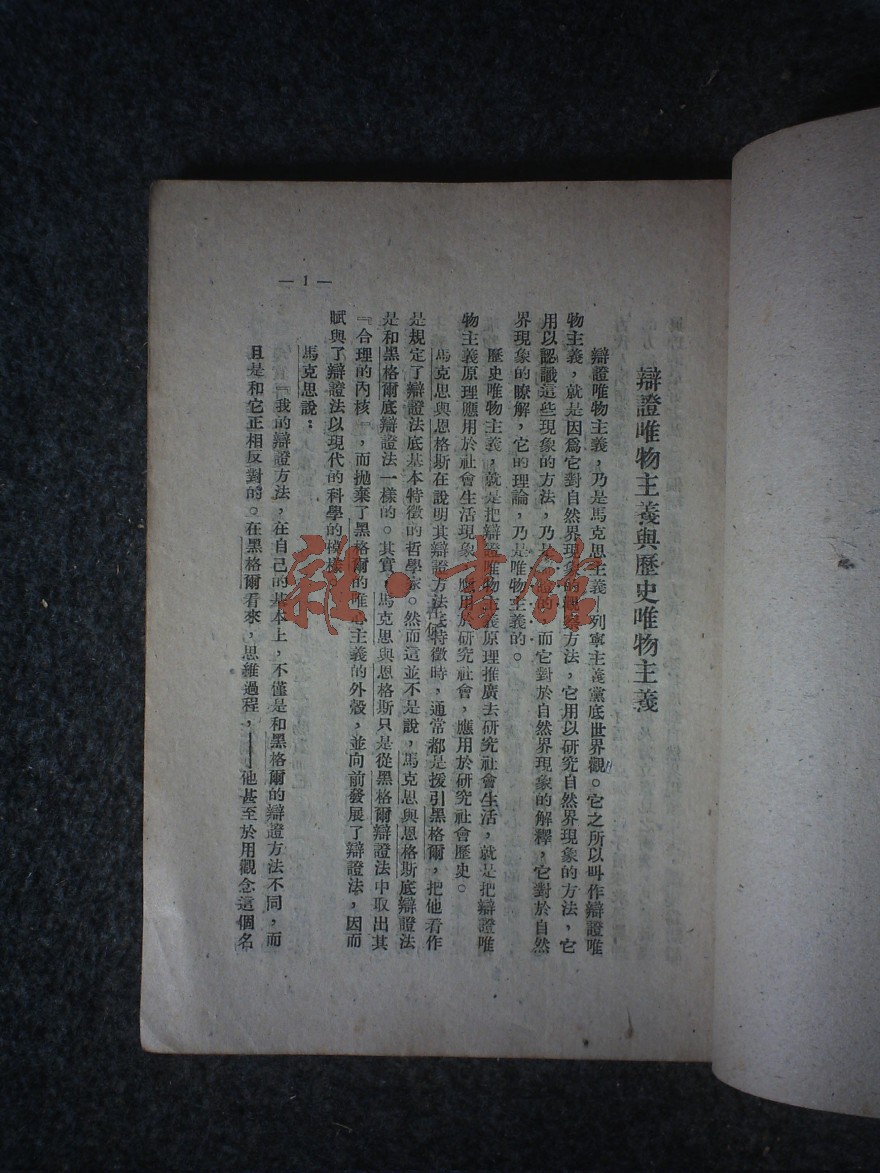 辯證唯物主義與歷史唯物主義
辯證唯物主義，乃是馬克思主義—列寧主義黨底世界觀。它之所以叫作辯證唯
物主義，就是因爲它對自然界現象的觀察方法，它用以研究自然界現象的方法，它
用以認識這些現象的方法，乃是 而它對於自然界現象的解釋，它對於自然
界現象的瞭解，它的理論，乃是唯物主義的。
歷史唯物主義，就是把辯證唯物主義原理推廣去研究社會生活，就是把辯證唯
物主義原理應用於社會生活現象，應用於研究社會，應用於研究社會歷史。
馬克思與恩格斯在說明其辯證方法底特徵時，通常都是援引黑格爾，把他看作
是規定了辯證法底基本特徵的哲學家。然而這並不是說，馬克思與恩格斯底辯證法
是和黑格爾底辯證法一樣的。其實，馬克思與恩格斯只是從黑格爾辯證法中取出其
『合理的內核』，而拋棄了黑格爾的唯心主義的外殼，並向前發展了辯證法，因而
賦與了辯證法以現代的科學的模樣。
馬克思說：
『我的辯證方法，在自己的基本上，不僅是和黑格爾的辯證方法不同，而
且是和它正相反對的。在黑格爾看來，思維過程，——他甚至於用觀念這個名
— 1 —
雜·書館